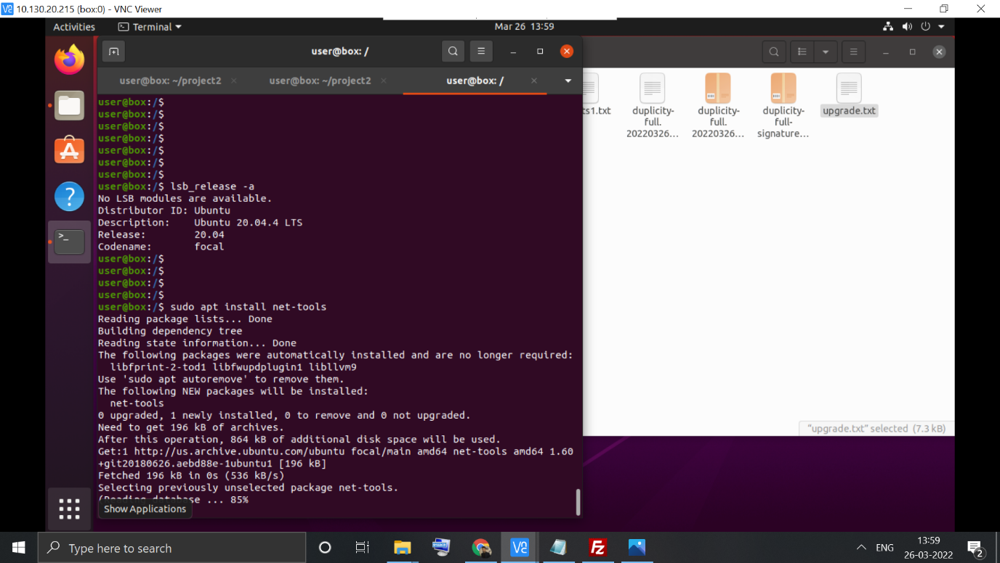 10.130.20.215 (box:0) - VNC Viewer
Activities
Terminal
Mar 26 13:59
user@box: /
user@box: ~/project2
user@box: ~/project2
user@box: /
user@box:/$
user@box:/$
user@box:/$
user@box:/$
user@box:/$
user@box:/$
user@box:/$
user@box:/$ lsb_release -a
No LSB modules are available.
Distributor ID: Ubuntu
Description: Ubuntu 20.04.4 LTS
Release: 20.04
Codename: focal
user@box:/$
user@box:/$
user@box:/$
user@box:/$
user@box:/$ sudo apt install net-tools
Reading package lists... Done
Building dependency tree
Reading state information... Done
The following packages were automatically installed and are no longer required:
libfprint-2-tod1 libfwupdplugin1 libllvm9
Use 'sudo apt autoremove' to remove them.
The following NEW packages will be installed:
net-tools
0 upgraded, 1 newly installed, 0 to remove and 0 not upgraded.
Need to get 196 kB of archives.
After this operation, 864 kB of additional disk space will be used.
Get:1 http://us.archive.ubuntu.com/ubuntu focal/main amd64 net-tools amd64 1.60
+git20180626.aebd88e-1ubuntu1 [196 kB]
Fetched 196 kB in 0s (536 kB/s)
Selecting previously unselected package net-tools.
(Reading database ... 85%
Show Applications
ts1.txt
duplicity-
full.
20220326...
duplicity-
full.
20220326...
duplicity-
full-
signature...
upgrade.txt
"upgrade.txt" selected (7.3 kB)
Type here to search
ENG
13:59
26-03-2022
2